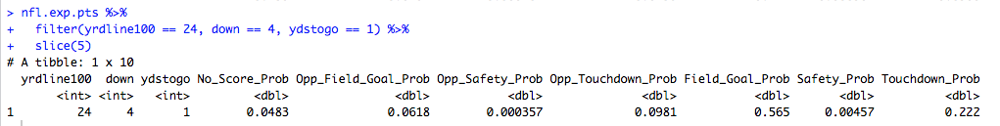 > nfl.exp.pts %>%
+   filter(yrdline100 == 24, down == 4, ydstogo == 1) %>%
+   slice(5)
# A tibble: 1 x 10
  yrdline100  down ydstogo No_Score_Prob Opp_Field_Goal_Prob Opp_Safety_Prob Opp_Touchdown_Prob Field_Goal_Prob Safety_Prob Touchdown_Prob
       <int> <int>   <int>         <dbl>               <dbl>           <dbl>              <dbl>           <dbl>       <dbl>          <dbl>
1         24     4       1        0.0483              0.0618        0.000357             0.0981           0.565     0.00457          0.222